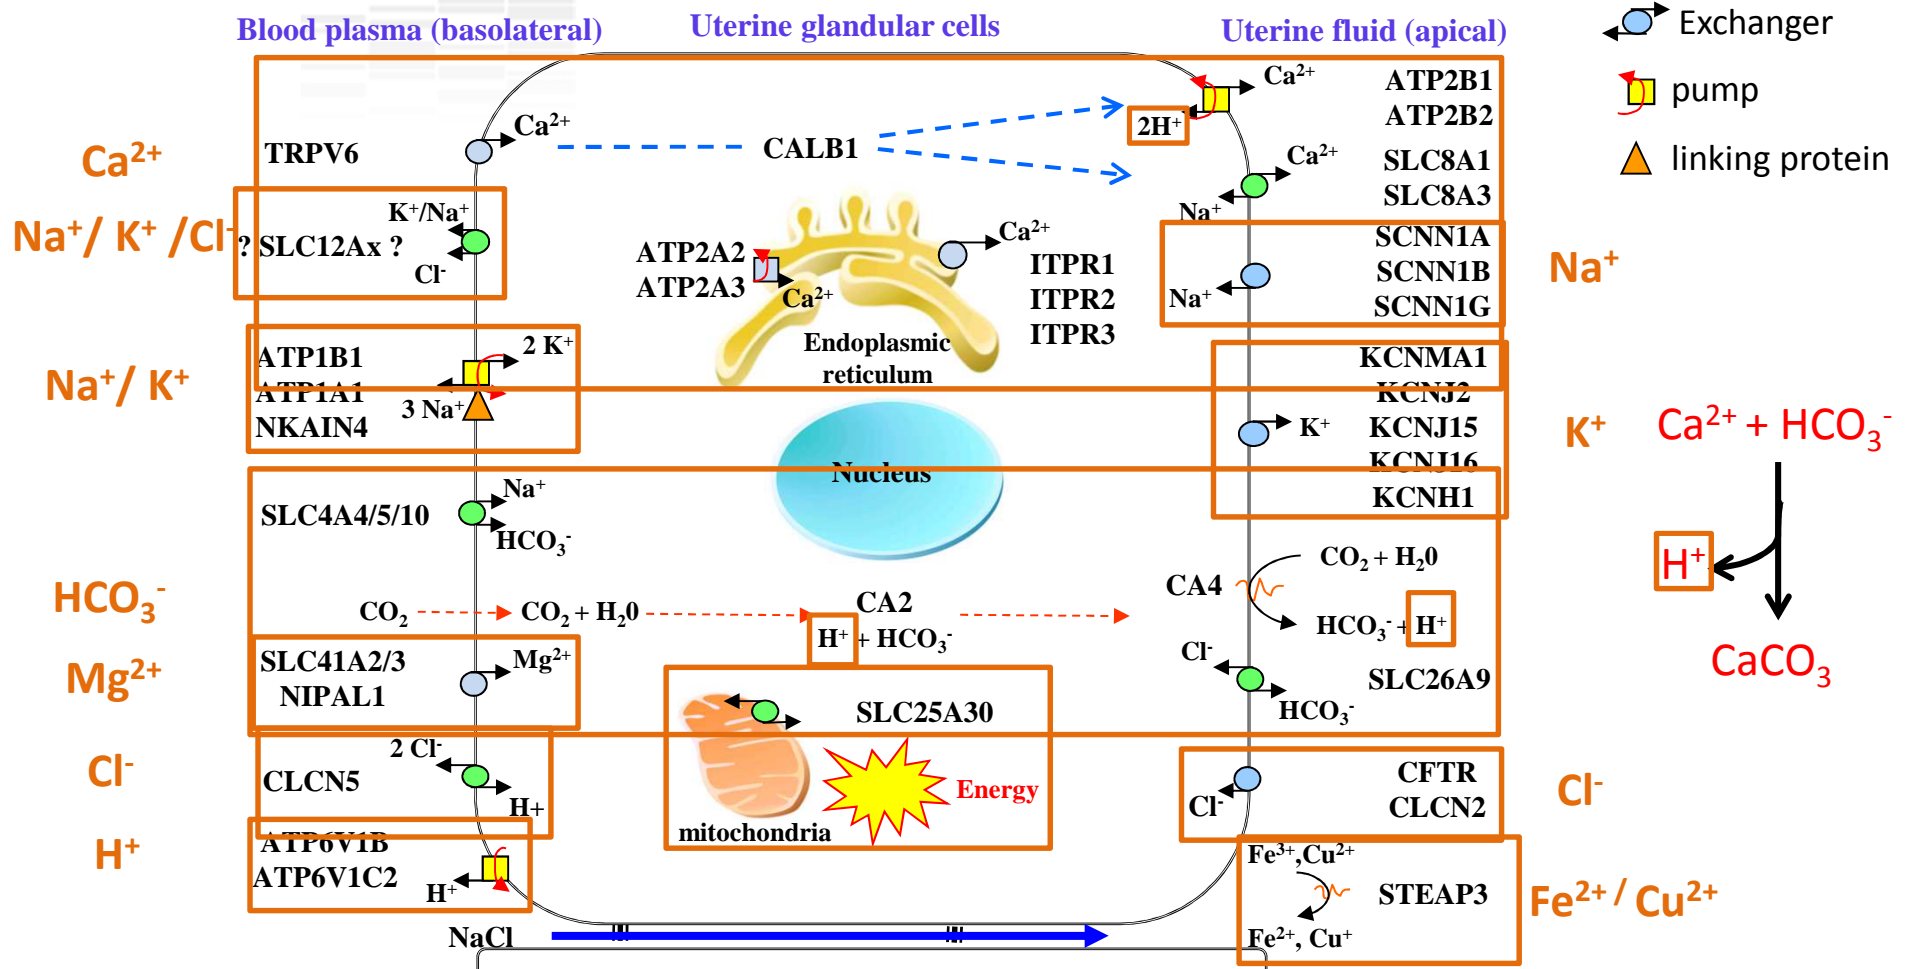 Blood plasma (basolateral)
Uterine glandular cells
Uterine fluid (apical)
Exchanger
pump
linking protein
Ca²⁺
TRPV6
Ca²⁺
CALB1
2H⁺
Ca²⁺
ATP2B1
ATP2B2
Ca²⁺
SLC8A1
SLC8A3
Na⁺
Na⁺/ K⁺ /Cl⁻
? SLC12Ax ?
K⁺/Na⁺
Cl⁻
ATP2A2
ATP2A3
Ca²⁺
Ca²⁺
ITPR1
ITPR2
ITPR3
Endoplasmic
reticulum
SCNN1A
SCNN1B
SCNN1G
Na⁺
Na⁺
Na⁺/ K⁺
ATP1B1
ATP1A1
NKAIN4
2 K⁺
3 Na⁺
Nucleus
KCNMA1
KCNJ2
KCNJ15
KCNJ16
KCNH1
K⁺
K⁺
Ca²⁺ + HCO₃⁻
H⁺
CaCO₃
SLC4A4/5/10
Na⁺
HCO₃⁻
HCO₃⁻
CO₂
CO₂ + H₂0
CA2
H⁺ + HCO₃⁻
CA4
CO₂ + H₂0
HCO₃⁻ + H⁺
Cl⁻
SLC26A9
HCO₃⁻
Mg²⁺
SLC41A2/3
NIPAL1
Mg²⁺
SLC25A30
Energy
mitochondria
Cl⁻
CLCN5
2 Cl⁻
H+
CFTR
CLCN2
Cl⁻
Cl⁻
H⁺
ATP6V1B
ATP6V1C2
H⁺
Fe³⁺,Cu²⁺
STEAP3
Fe²⁺, Cu⁺
Fe²⁺ / Cu²⁺
NaCl